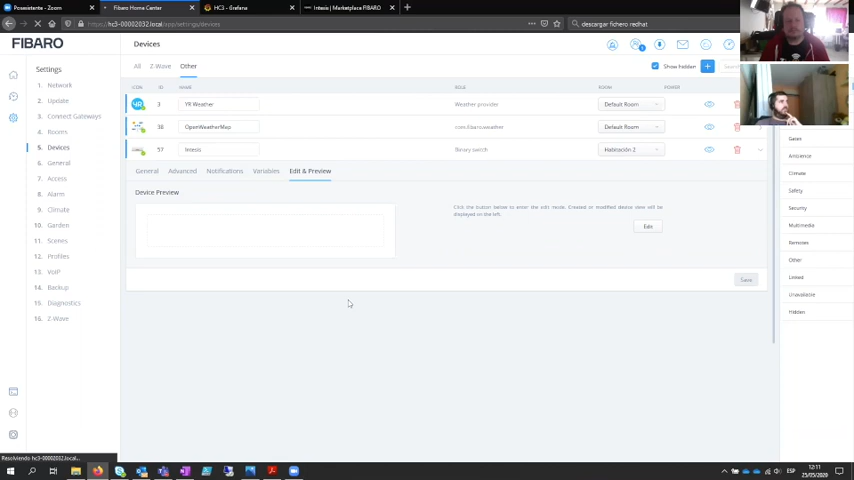 Posexistente - Zoom
Fibaro Home Center
HC3 - Grafana
Intesis | Marketplace FIBARO
https://hc3-00002032.local/app/settings/devices
descargar fichero redhat
FIBARO
Devices
Settings
All
Z-Wave
Other
Show hidden
1. Network
2. Update
3. Connect Gateways
4. Rooms
5. Devices
6. General
7. Access
8. Alarm
9. Climate
10. Garden
11. Scenes
12. Profiles
13. VoIP
14. Backup
15. Diagnostics
16. Z-Wave
ICON
ID
NAME
ROLE
ROOM
POWER
3
YR Weather
Weather provider
Default Room
38
OpenWeatherMap
com.fibaro.weather
Default Room
57
Intesis
Binary switch
Habitación 2
General
Advanced
Notifications
Variables
Edit & Preview
Device Preview
Click the button below to enter the edit mode. Created or modified device view will be
displayed on the left.
Edit
Save
Ambience
Climate
Safety
Security
Multimedia
Remotes
Other
Linked
Unavailable
Hidden
Resolviendo hc3-00002032.local...
ESP
12:11
25/05/2020